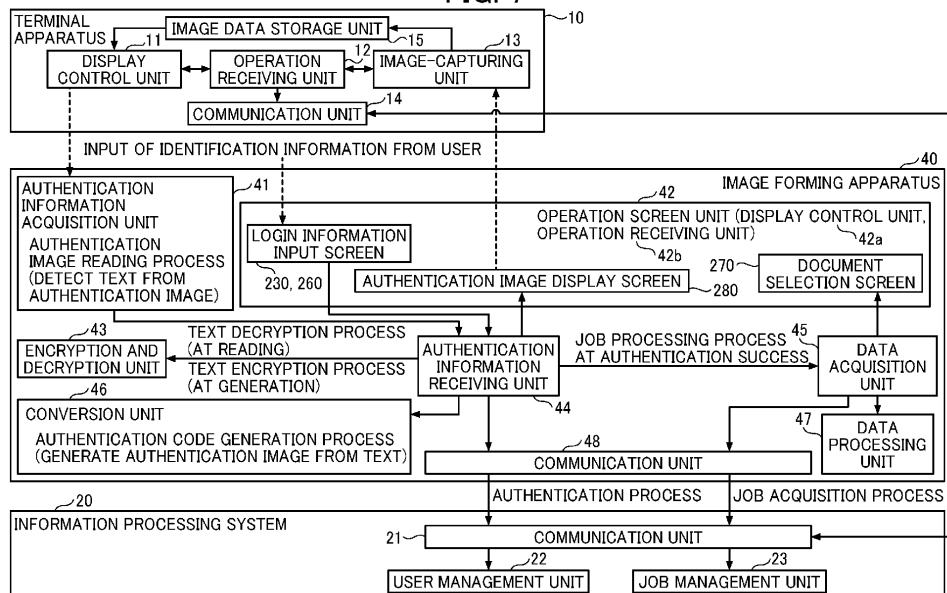 FIG. 7
10
TERMINAL
APPARATUS
IMAGE DATA STORAGE UNIT
15
11
12
13
DISPLAY
CONTROL UNIT
OPERATION
RECEIVING UNIT
IMAGE-CAPTURING
UNIT
14
COMMUNICATION UNIT
INPUT OF IDENTIFICATION INFORMATION FROM USER
40
IMAGE FORMING APPARATUS
41
AUTHENTICATION
INFORMATION
ACQUISITION UNIT
AUTHENTICATION
IMAGE READING PROCESS
(DETECT TEXT FROM
AUTHENTICATION IMAGE)
42
OPERATION SCREEN UNIT (DISPLAY CONTROL UNIT,
OPERATION RECEIVING UNIT)
42a
42b
LOGIN INFORMATION
INPUT SCREEN
230, 260
AUTHENTICATION IMAGE DISPLAY SCREEN
280
270
DOCUMENT
SELECTION SCREEN
43
ENCRYPTION AND
DECRYPTION UNIT
TEXT DECRYPTION PROCESS
(AT READING)
TEXT ENCRYPTION PROCESS
(AT GENERATION)
AUTHENTICATION
INFORMATION
RECEIVING UNIT
44
JOB PROCESSING PROCESS
AT AUTHENTICATION SUCCESS
45
DATA
ACQUISITION
UNIT
46
CONVERSION UNIT
AUTHENTICATION CODE GENERATION PROCESS
(GENERATE AUTHENTICATION IMAGE FROM TEXT)
47
DATA
PROCESSING
UNIT
48
COMMUNICATION UNIT
AUTHENTICATION PROCESS
JOB ACQUISITION PROCESS
20
INFORMATION PROCESSING SYSTEM
21
COMMUNICATION UNIT
22
23
USER MANAGEMENT UNIT
JOB MANAGEMENT UNIT